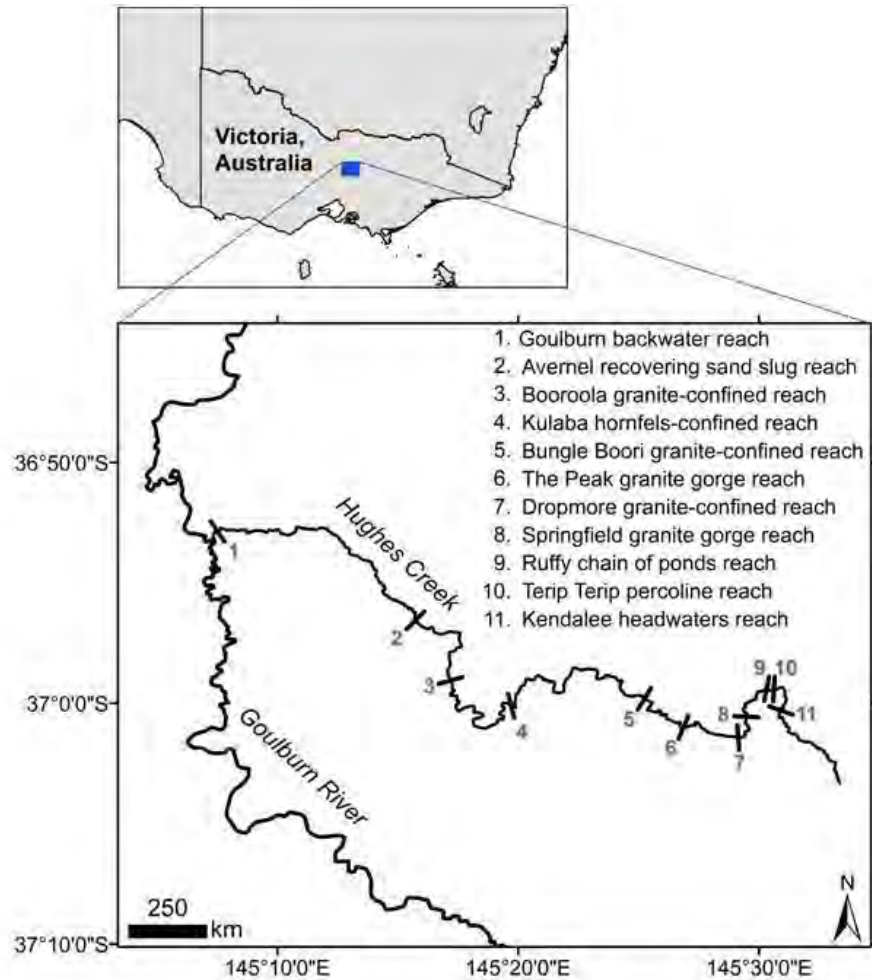 Victoria,
Australia
1. Goulburn backwater reach
2. Avernel recovering sand slug reach
3. Booroola granite-confined reach
4. Kulaba hornfels-confined reach
5. Bungle Boori granite-confined reach
6. The Peak granite gorge reach
7. Dropmore granite-confined reach
8. Springfield granite gorge reach
9. Ruffy chain of ponds reach
10. Terip Terip percoline reach
11. Kendalee headwaters reach
36°50'0"S
Hughes Creek
1
2
3
4
5
6
7
8
9
10
11
37°0'0"S
Goulburn River
N
250
km
37°10'0"S
145°10'0"E
145°20'0"E
145°30'0"E